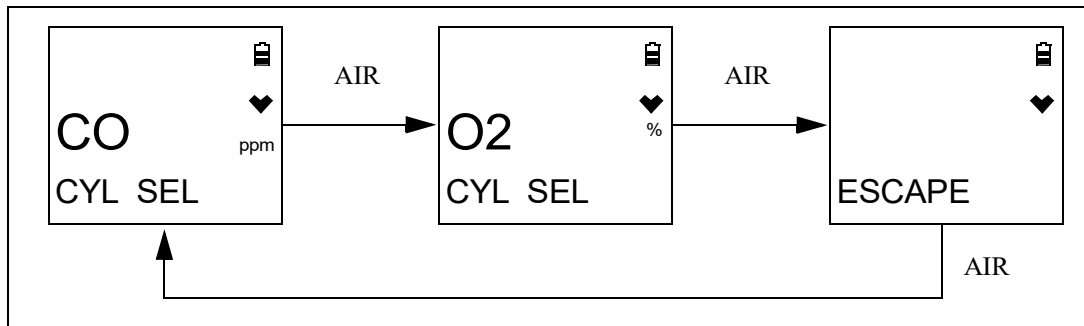 CO
ppm
CYL SEL
AIR
O2
%
CYL SEL
AIR
ESCAPE
AIR